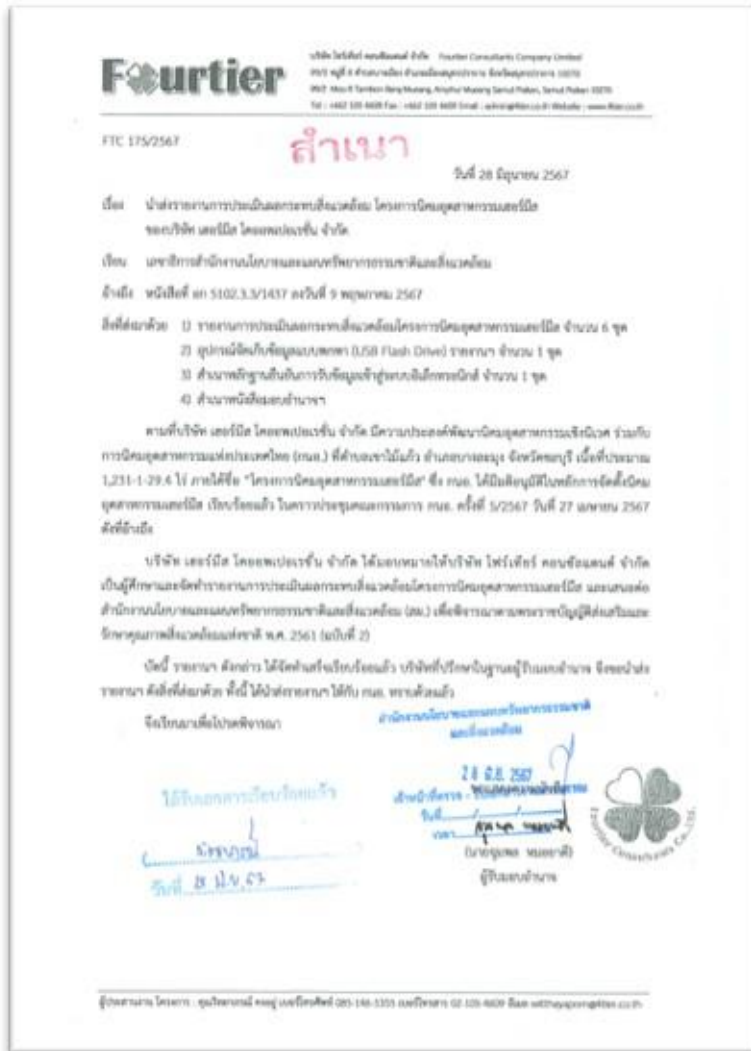 Fourtier
บริษัท โฟร์เทียร์ คอนซัลแตนต์ จำกัด Fourtier Consultants Company Limited
FTC 175/2567
สำเนา
วันที่ 28 มิถุนายน 2567
เรื่อง นำส่งรายงานการประเมินผลกระทบสิ่งแวดล้อม โครงการนิคมอุตสาหกรรมเฮอร์มีส
ของบริษัท เฮอร์มีส โคออพเปอเรชั่น จำกัด
เรียน เลขาธิการสำนักงานนโยบายและแผนทรัพยากรธรรมชาติและสิ่งแวดล้อม
อ้างถึง หนังสือที่ อก 5102.3.3/1437 ลงวันที่ 9 พฤษภาคม 2567
สิ่งที่ส่งมาด้วย 1) รายงานการประเมินผลกระทบสิ่งแวดล้อมโครงการนิคมอุตสาหกรรมเฮอร์มีส จำนวน 6 ชุด
2) อุปกรณ์จัดเก็บข้อมูลแบบพกพา (USB Flash Drive) รายงานฯ จำนวน 1 ชุด
3) สำเนาหลักฐานยืนยันการรับข้อมูลเข้าสู่ระบบอิเล็กทรอนิกส์ จำนวน 1 ชุด
4) สำเนาหนังสือมอบอำนาจฯ
ตามที่บริษัท เฮอร์มีส โคออพเปอเรชั่น จำกัด มีความประสงค์พัฒนานิคมอุตสาหกรรมเชิงนิเวศ ร่วมกับ
การนิคมอุตสาหกรรมแห่งประเทศไทย (กนอ.) ที่ตำบลเขาไม้แก้ว อำเภอบางละมุง จังหวัดชลบุรี เนื้อที่ประมาณ
1,231-1-29.4 ไร่ ภายใต้ชื่อ "โครงการนิคมอุตสาหกรรมเฮอร์มีส" ซึ่ง กนอ. ได้มีมติอนุมัติในหลักการจัดตั้งนิคม
อุตสาหกรรมเฮอร์มีส เรียบร้อยแล้ว ในคราวประชุมคณะกรรมการ กนอ. ครั้งที่ 5/2567 วันที่ 27 เมษายน 2567
ดังที่อ้างถึง
บริษัท เฮอร์มีส โคออพเปอเรชั่น จำกัด ได้มอบหมายให้บริษัท โฟร์เทียร์ คอนซัลแตนต์ จำกัด
เป็นผู้ศึกษาและจัดทำรายงานการประเมินผลกระทบสิ่งแวดล้อมโครงการนิคมอุตสาหกรรมเฮอร์มีส และเสนอต่อ
สำนักงานนโยบายและแผนทรัพยากรธรรมชาติและสิ่งแวดล้อม (สผ.) เพื่อพิจารณาตามพระราชบัญญัติส่งเสริมและ
รักษาคุณภาพสิ่งแวดล้อมแห่งชาติ พ.ศ. 2561 (ฉบับที่ 2)
บัดนี้ รายงานฯ ดังกล่าว ได้จัดทำเสร็จเรียบร้อยแล้ว บริษัทที่ปรึกษาในฐานะผู้รับมอบอำนาจ จึงขอนำส่ง
รายงานฯ ดังสิ่งที่ส่งมาด้วย ทั้งนี้ ได้นำส่งรายงานฯ ให้กับ กนอ. ทราบด้วยแล้ว
จึงเรียนมาเพื่อโปรดพิจารณา
สำนักงานนโยบายและแผนทรัพยากรธรรมชาติ
และสิ่งแวดล้อม
28 มิ.ย. 2567
ได้รับเอกสารเรียบร้อยแล้ว
วันที่ 28 มิ.ย. 67
ผู้รับมอบอำนาจ
Fourtier Consultants Co., Ltd.